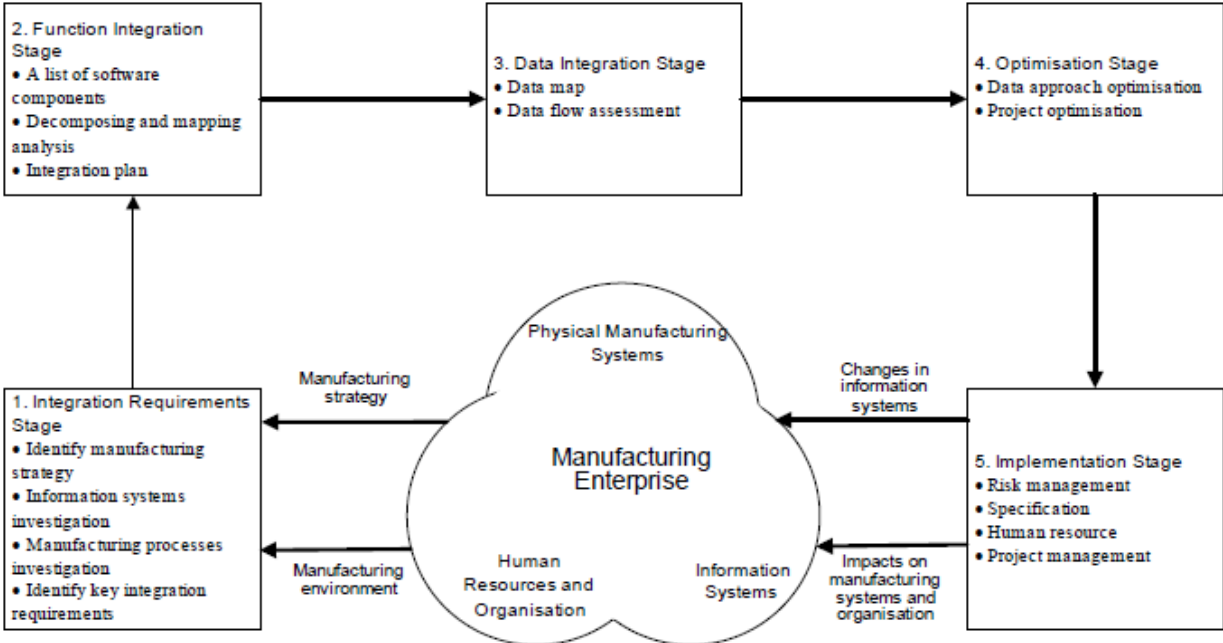 2. Function Integration
Stage
• A list of software
components
• Decomposing and mapping
analysis
• Integration plan
3. Data Integration Stage
• Data map
• Data flow assessment
4. Optimisation Stage
• Data approach optimisation
• Project optimisation
Physical Manufacturing
Systems
Manufacturing
strategy
Changes in
information
systems
1. Integration Requirements
Stage
• Identify manufacturing
strategy
• Information systems
investigation
• Manufacturing processes
investigation
• Identify key integration
requirements
Manufacturing
Enterprise
5. Implementation Stage
• Risk management
• Specification
• Human resource
• Project management
Manufacturing
environment
Human
Resources and
Organisation
Information
Systems
Impacts on
manufacturing
systems and
organisation